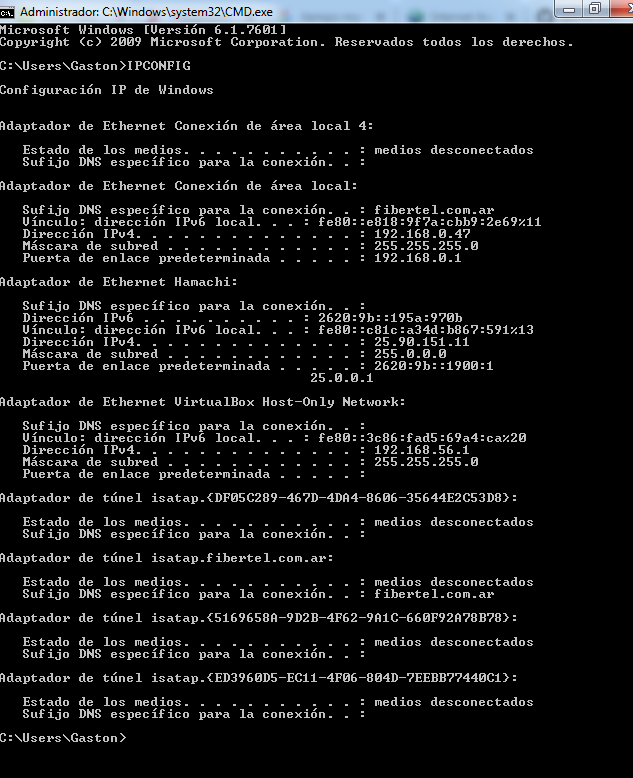 Administrador: C:\Windows\system32\CMD.exe
Microsoft Windows [Versión 6.1.7601]
Copyright (c) 2009 Microsoft Corporation. Reservados todos los derechos.
C:\Users\Gaston>IPCONFIG
Configuración IP de Windows
Adaptador de Ethernet Conexión de área local 4:
Estado de los medios. . . . . . . . . . . : medios desconectados
Sufijo DNS específico para la conexión. . :
Adaptador de Ethernet Conexión de área local:
Sufijo DNS específico para la conexión. . : fibertel.com.ar
Vínculo: dirección IPv6 local. . . : fe80::e818:9f7a:cbb9:2e69%11
Dirección IPv4. . . . . . . . . . . . . . : 192.168.0.47
Máscara de subred . . . . . . . . . . . . : 255.255.255.0
Puerta de enlace predeterminada . . . . . : 192.168.0.1
Adaptador de Ethernet Hamachi:
Sufijo DNS específico para la conexión. . :
Dirección IPv6 . . . . . . . . . . : 2620:9b::195a:970b
Vínculo: dirección IPv6 local. . . : fe80::c81c:a34d:b867:591%13
Dirección IPv4. . . . . . . . . . . . . . : 25.90.151.11
Máscara de subred . . . . . . . . . . . . : 255.0.0.0
Puerta de enlace predeterminada . . . . . : 2620:9b::1900:1
25.0.0.1
Adaptador de Ethernet VirtualBox Host-Only Network:
Sufijo DNS específico para la conexión. . :
Vínculo: dirección IPv6 local. . . : fe80::3c86:fad5:69a4:ca%20
Dirección IPv4. . . . . . . . . . . . . . : 192.168.56.1
Máscara de subred . . . . . . . . . . . . : 255.255.255.0
Puerta de enlace predeterminada . . . . . :
Adaptador de túnel isatap.{DF05C289-467D-4DA4-8606-35644E2C53D8}:
Estado de los medios. . . . . . . . . . . : medios desconectados
Sufijo DNS específico para la conexión. . :
Adaptador de túnel isatap.fibertel.com.ar:
Estado de los medios. . . . . . . . . . . : medios desconectados
Sufijo DNS específico para la conexión. . : fibertel.com.ar
Adaptador de túnel isatap.{5169658A-9D2B-4F62-9A1C-660F92A78B78}:
Estado de los medios. . . . . . . . . . . : medios desconectados
Sufijo DNS específico para la conexión. . :
Adaptador de túnel isatap.{ED3960D5-EC11-4F06-804D-7EEBB77440C1}:
Estado de los medios. . . . . . . . . . . : medios desconectados
Sufijo DNS específico para la conexión. . :
C:\Users\Gaston>